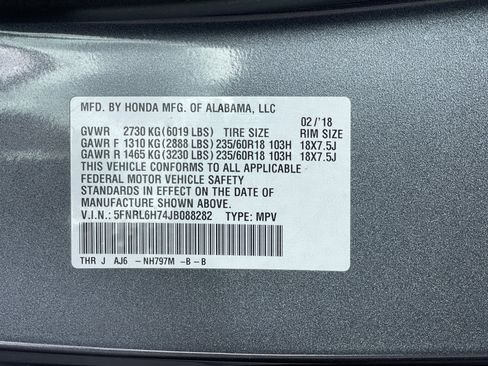 MFD. BY HONDA MFG. OF ALABAMA, LLC
02/'18
GVWR 2730 KG (6019 LBS) TIRE SIZE RIM SIZE
GAWR F 1310 KG (2888 LBS) 235/60R18 103H 18X7.5J
GAWR R 1465 KG (3230 LBS) 235/60R18 103H 18X7.5J
THIS VEHICLE CONFORMS TO ALL APPLICABLE
FEDERAL MOTOR VEHICLE SAFETY
STANDARDS IN EFFECT ON THE DATE OF
MANUFACTURE SHOWN ABOVE.
V.I.N.: 5FNRL6H74JB088282 TYPE: MPV
THR J AJ6 - NH797M - B - B